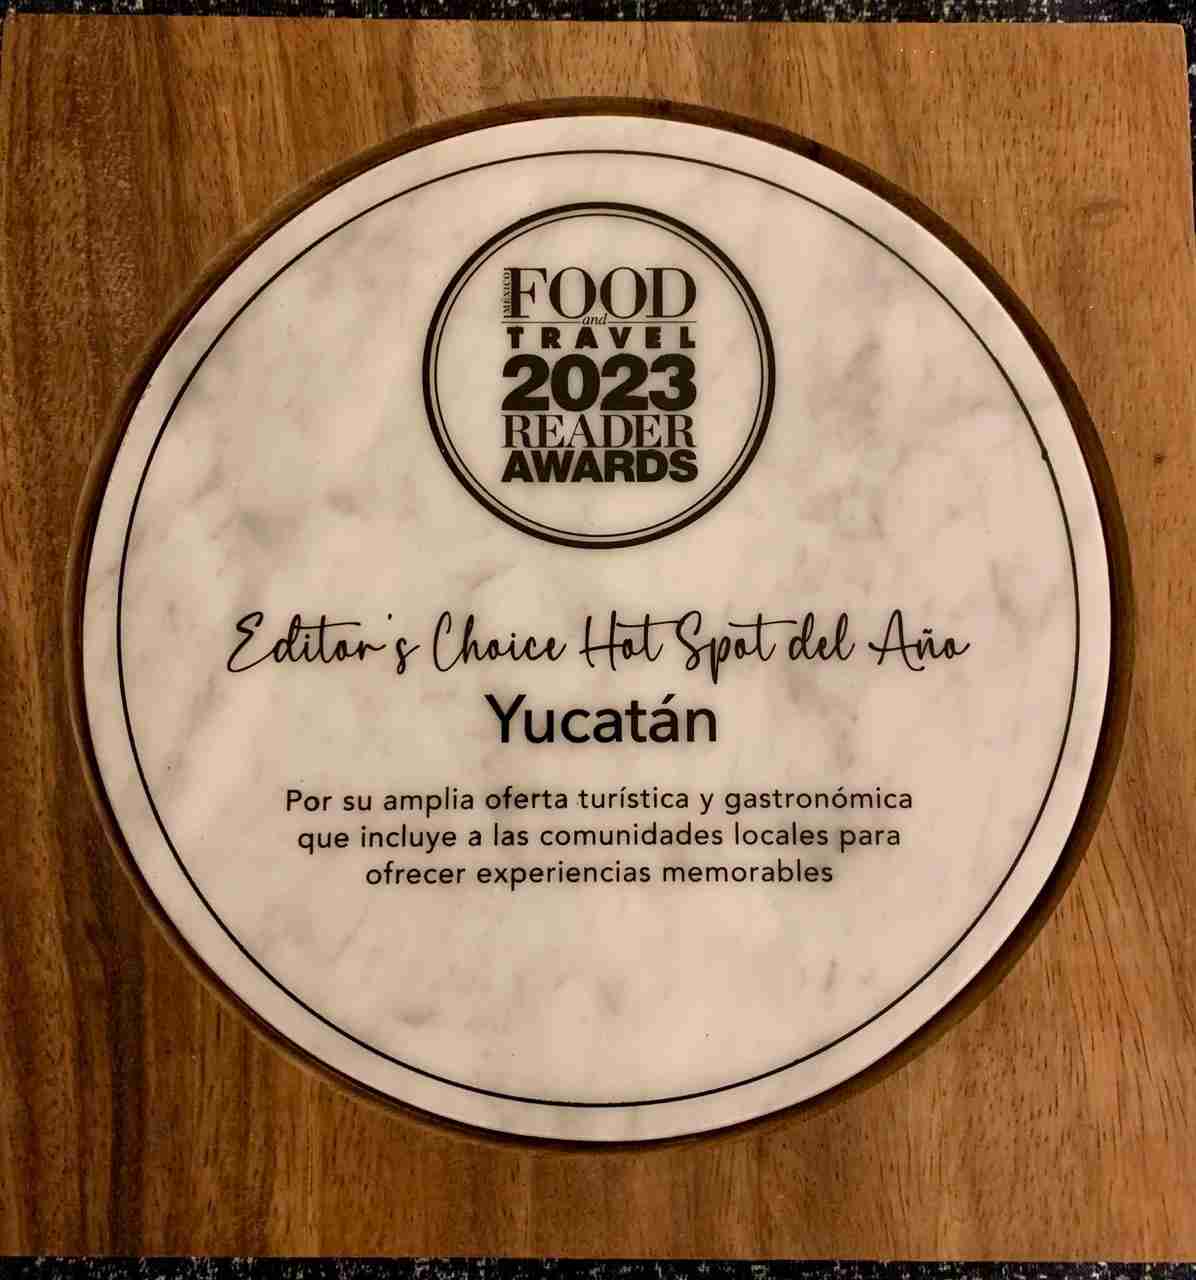 MÉXICO
FOOD
and
TRAVEL
2023
READER
AWARDS
Editor's Choice Hot Spot del Año
Yucatán
Por su amplia oferta turística y gastronómica
que incluye a las comunidades locales para
ofrecer experiencias memorables